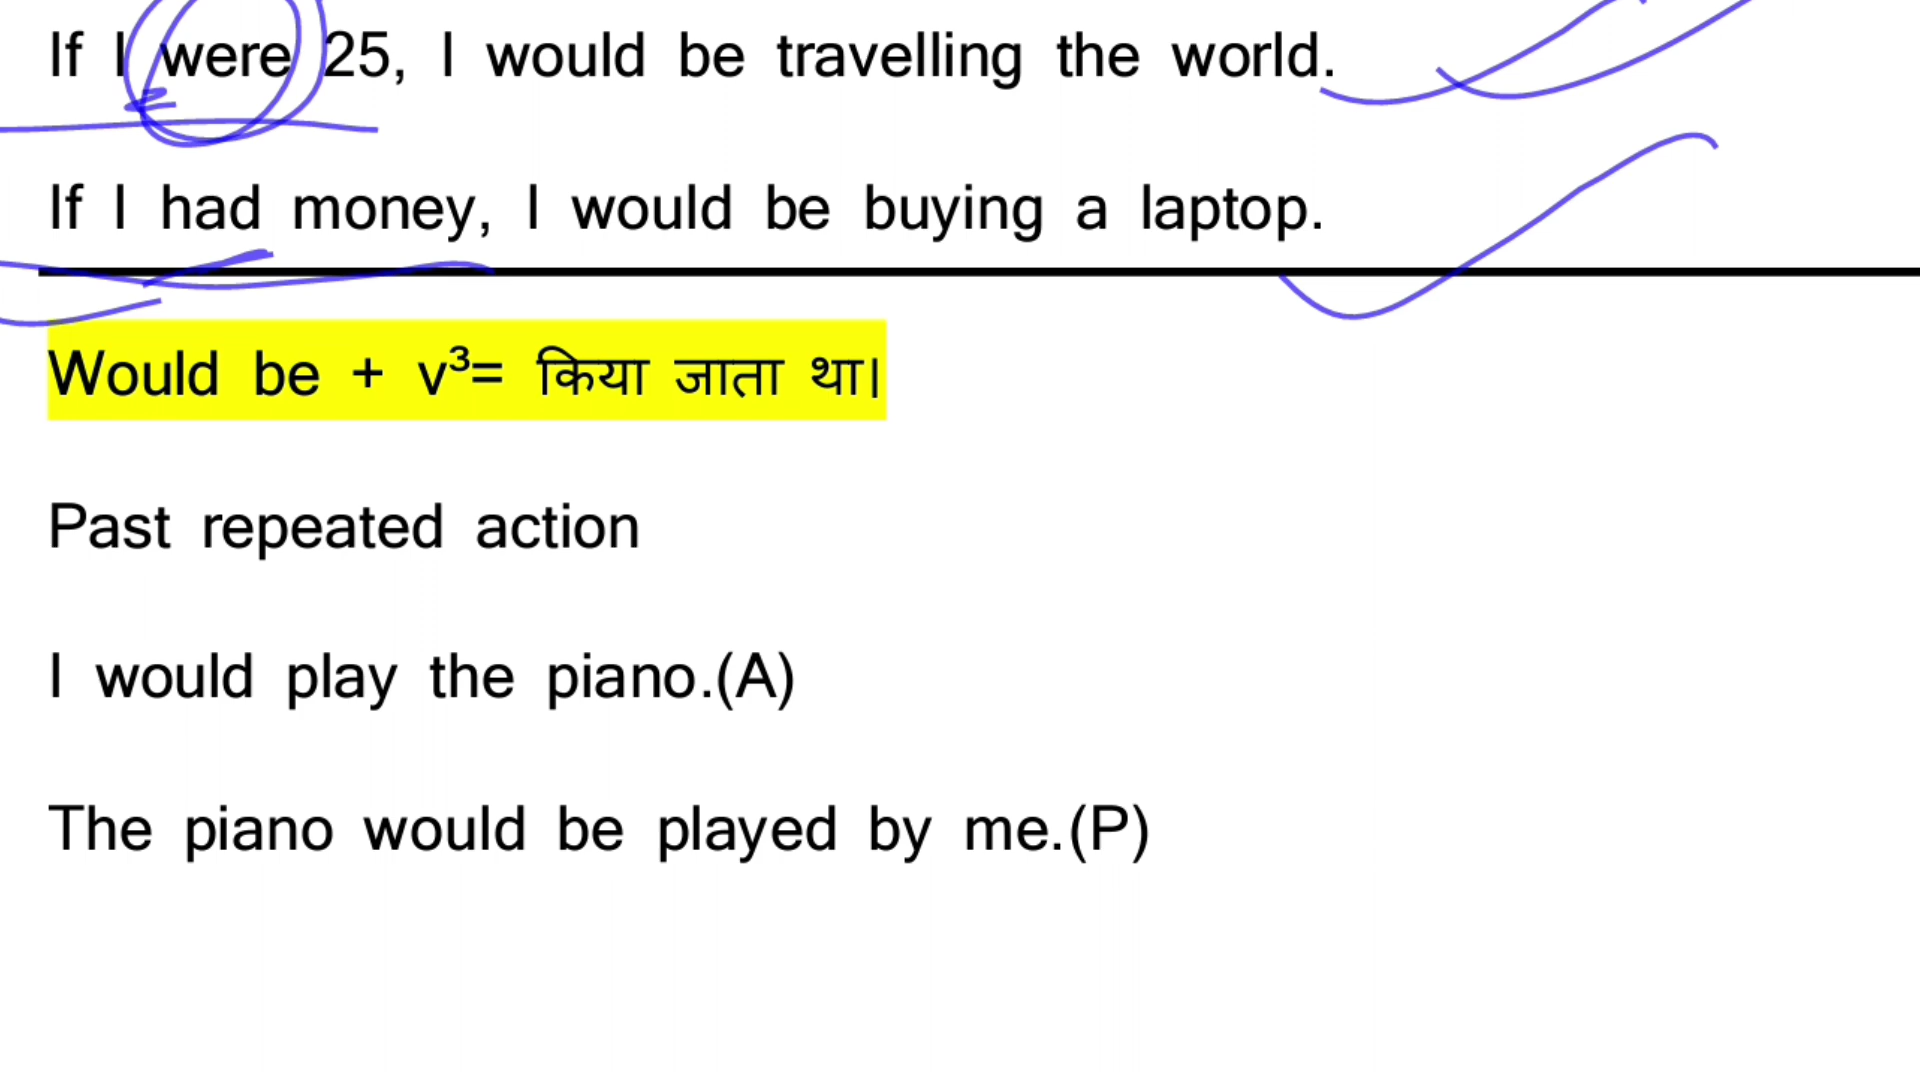 If I were 25, I would be travelling the world.
If I had money, I would be buying a laptop.
Would be + v³= किया जाता था।
Past repeated action
I would play the piano.(A)
The piano would be played by me.(P)